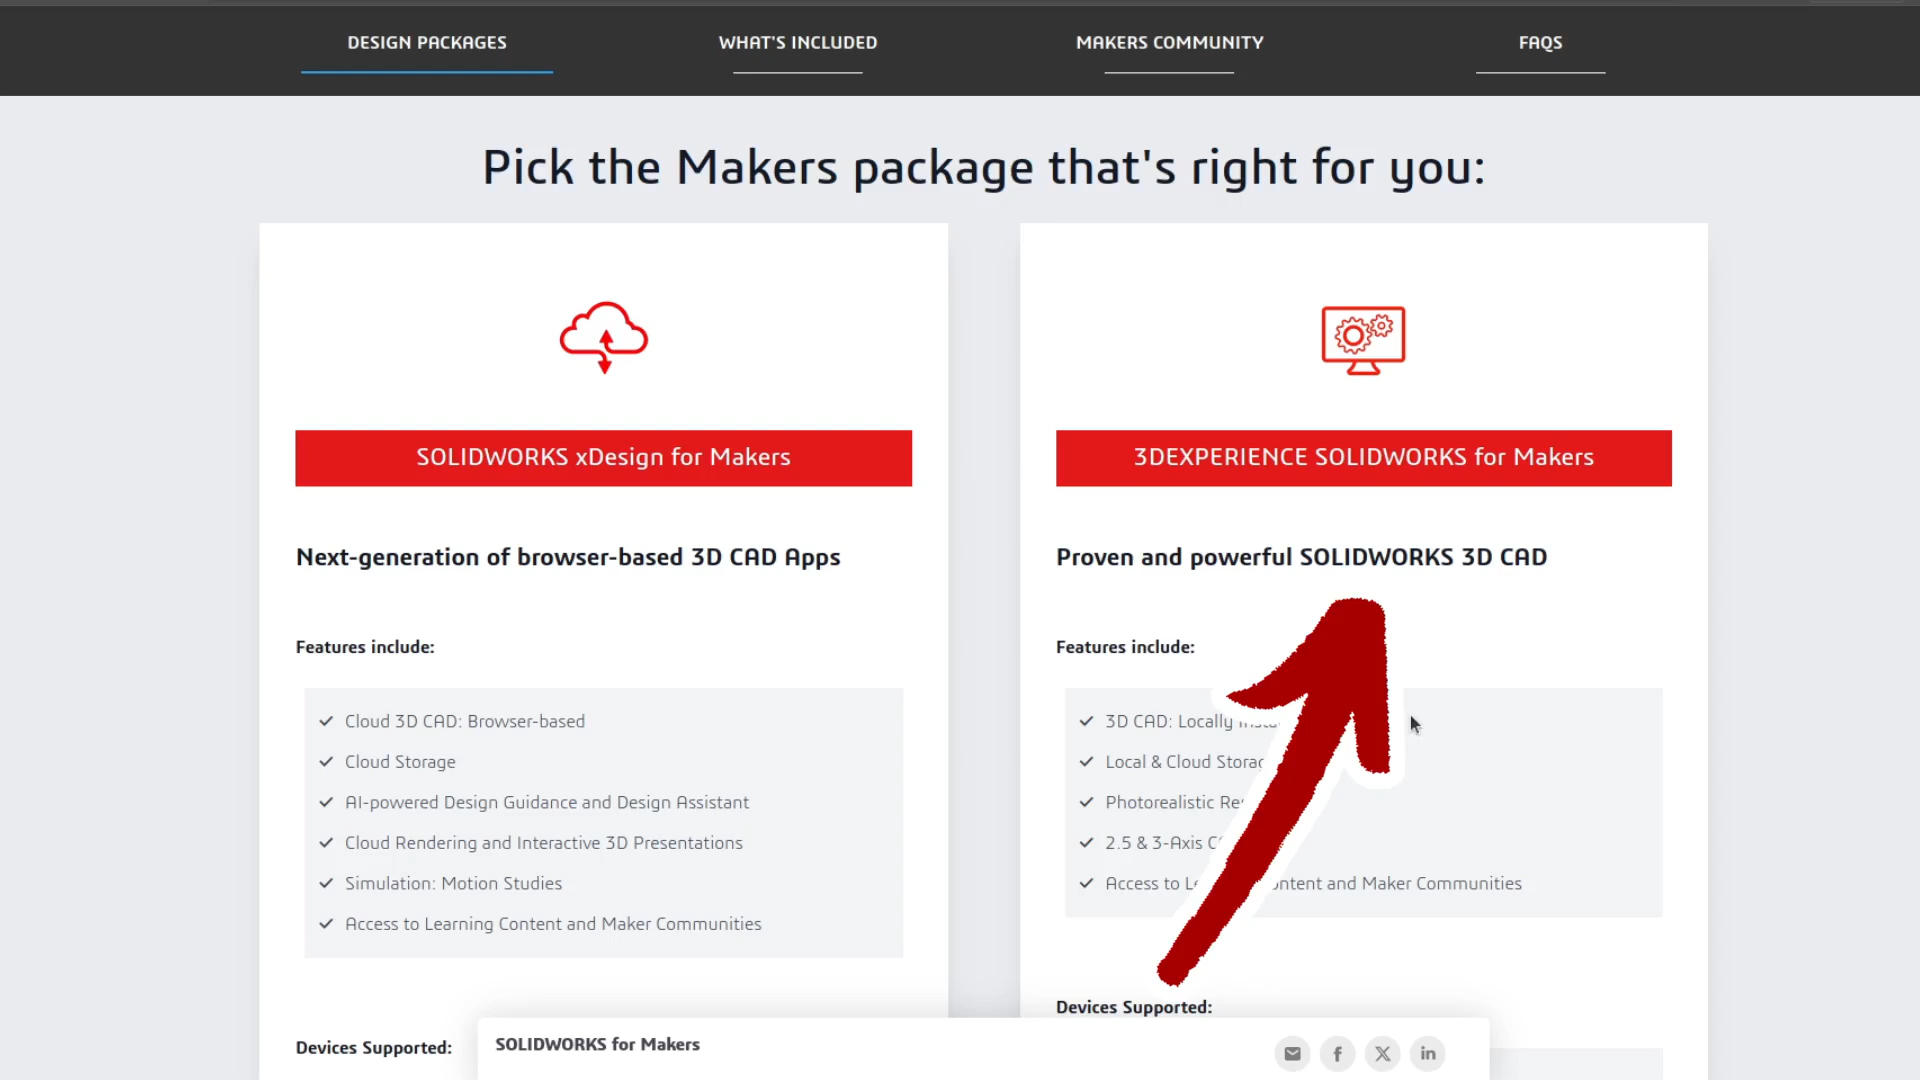 DESIGN PACKAGES
WHAT'S INCLUDED
MAKERS COMMUNITY
FAQS
Pick the Makers package that's right for you:
SOLIDWORKS xDesign for Makers
Next-generation of browser-based 3D CAD Apps
Features include:
Cloud 3D CAD: Browser-based
Cloud Storage
AI-powered Design Guidance and Design Assistant
Cloud Rendering and Interactive 3D Presentations
Simulation: Motion Studies
Access to Learning Content and Maker Communities
Devices Supported:
3DEXPERIENCE SOLIDWORKS for Makers
Proven and powerful SOLIDWORKS 3D CAD
Features include:
3D CAD: Locally
Local & Cloud
Photorealistic
2.5 & 3-Axis
Access to and Maker Communities
Devices Supported:
SOLIDWORKS for Makers